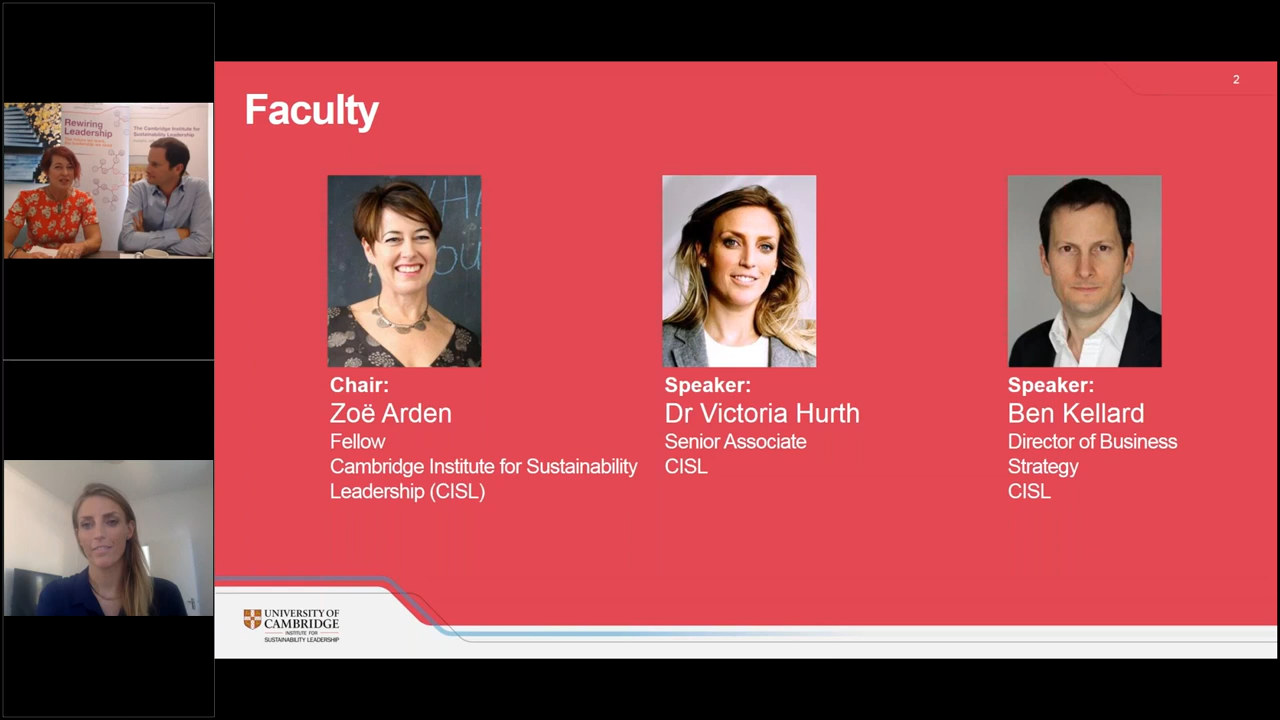 Rewiring
Leadership
The Cambridge Institute for
Sustainability Leadership
2
Faculty
Chair:
Zoë Arden
Fellow
Cambridge Institute for Sustainability
Leadership (CISL)
Speaker:
Dr Victoria Hurth
Senior Associate
CISL
Speaker:
Ben Kellard
Director of Business
Strategy
CISL
UNIVERSITY OF
CAMBRIDGE
INSTITUTE FOR
SUSTAINABILITY LEADERSHIP